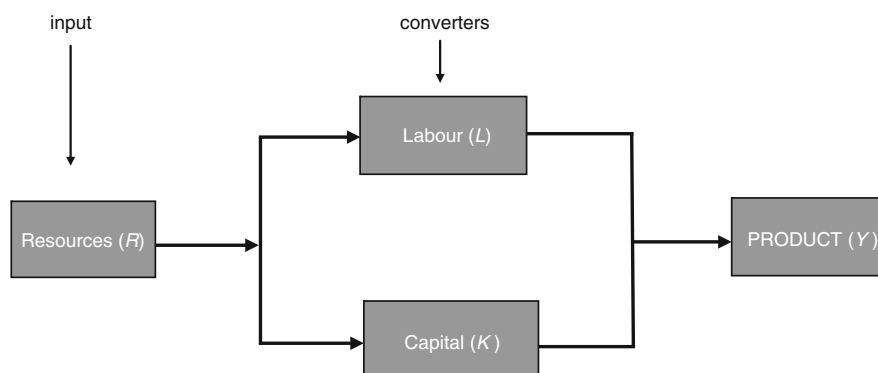 input
converters
Labour (L)
Resources (R)
PRODUCT (Y)
Capital (K)